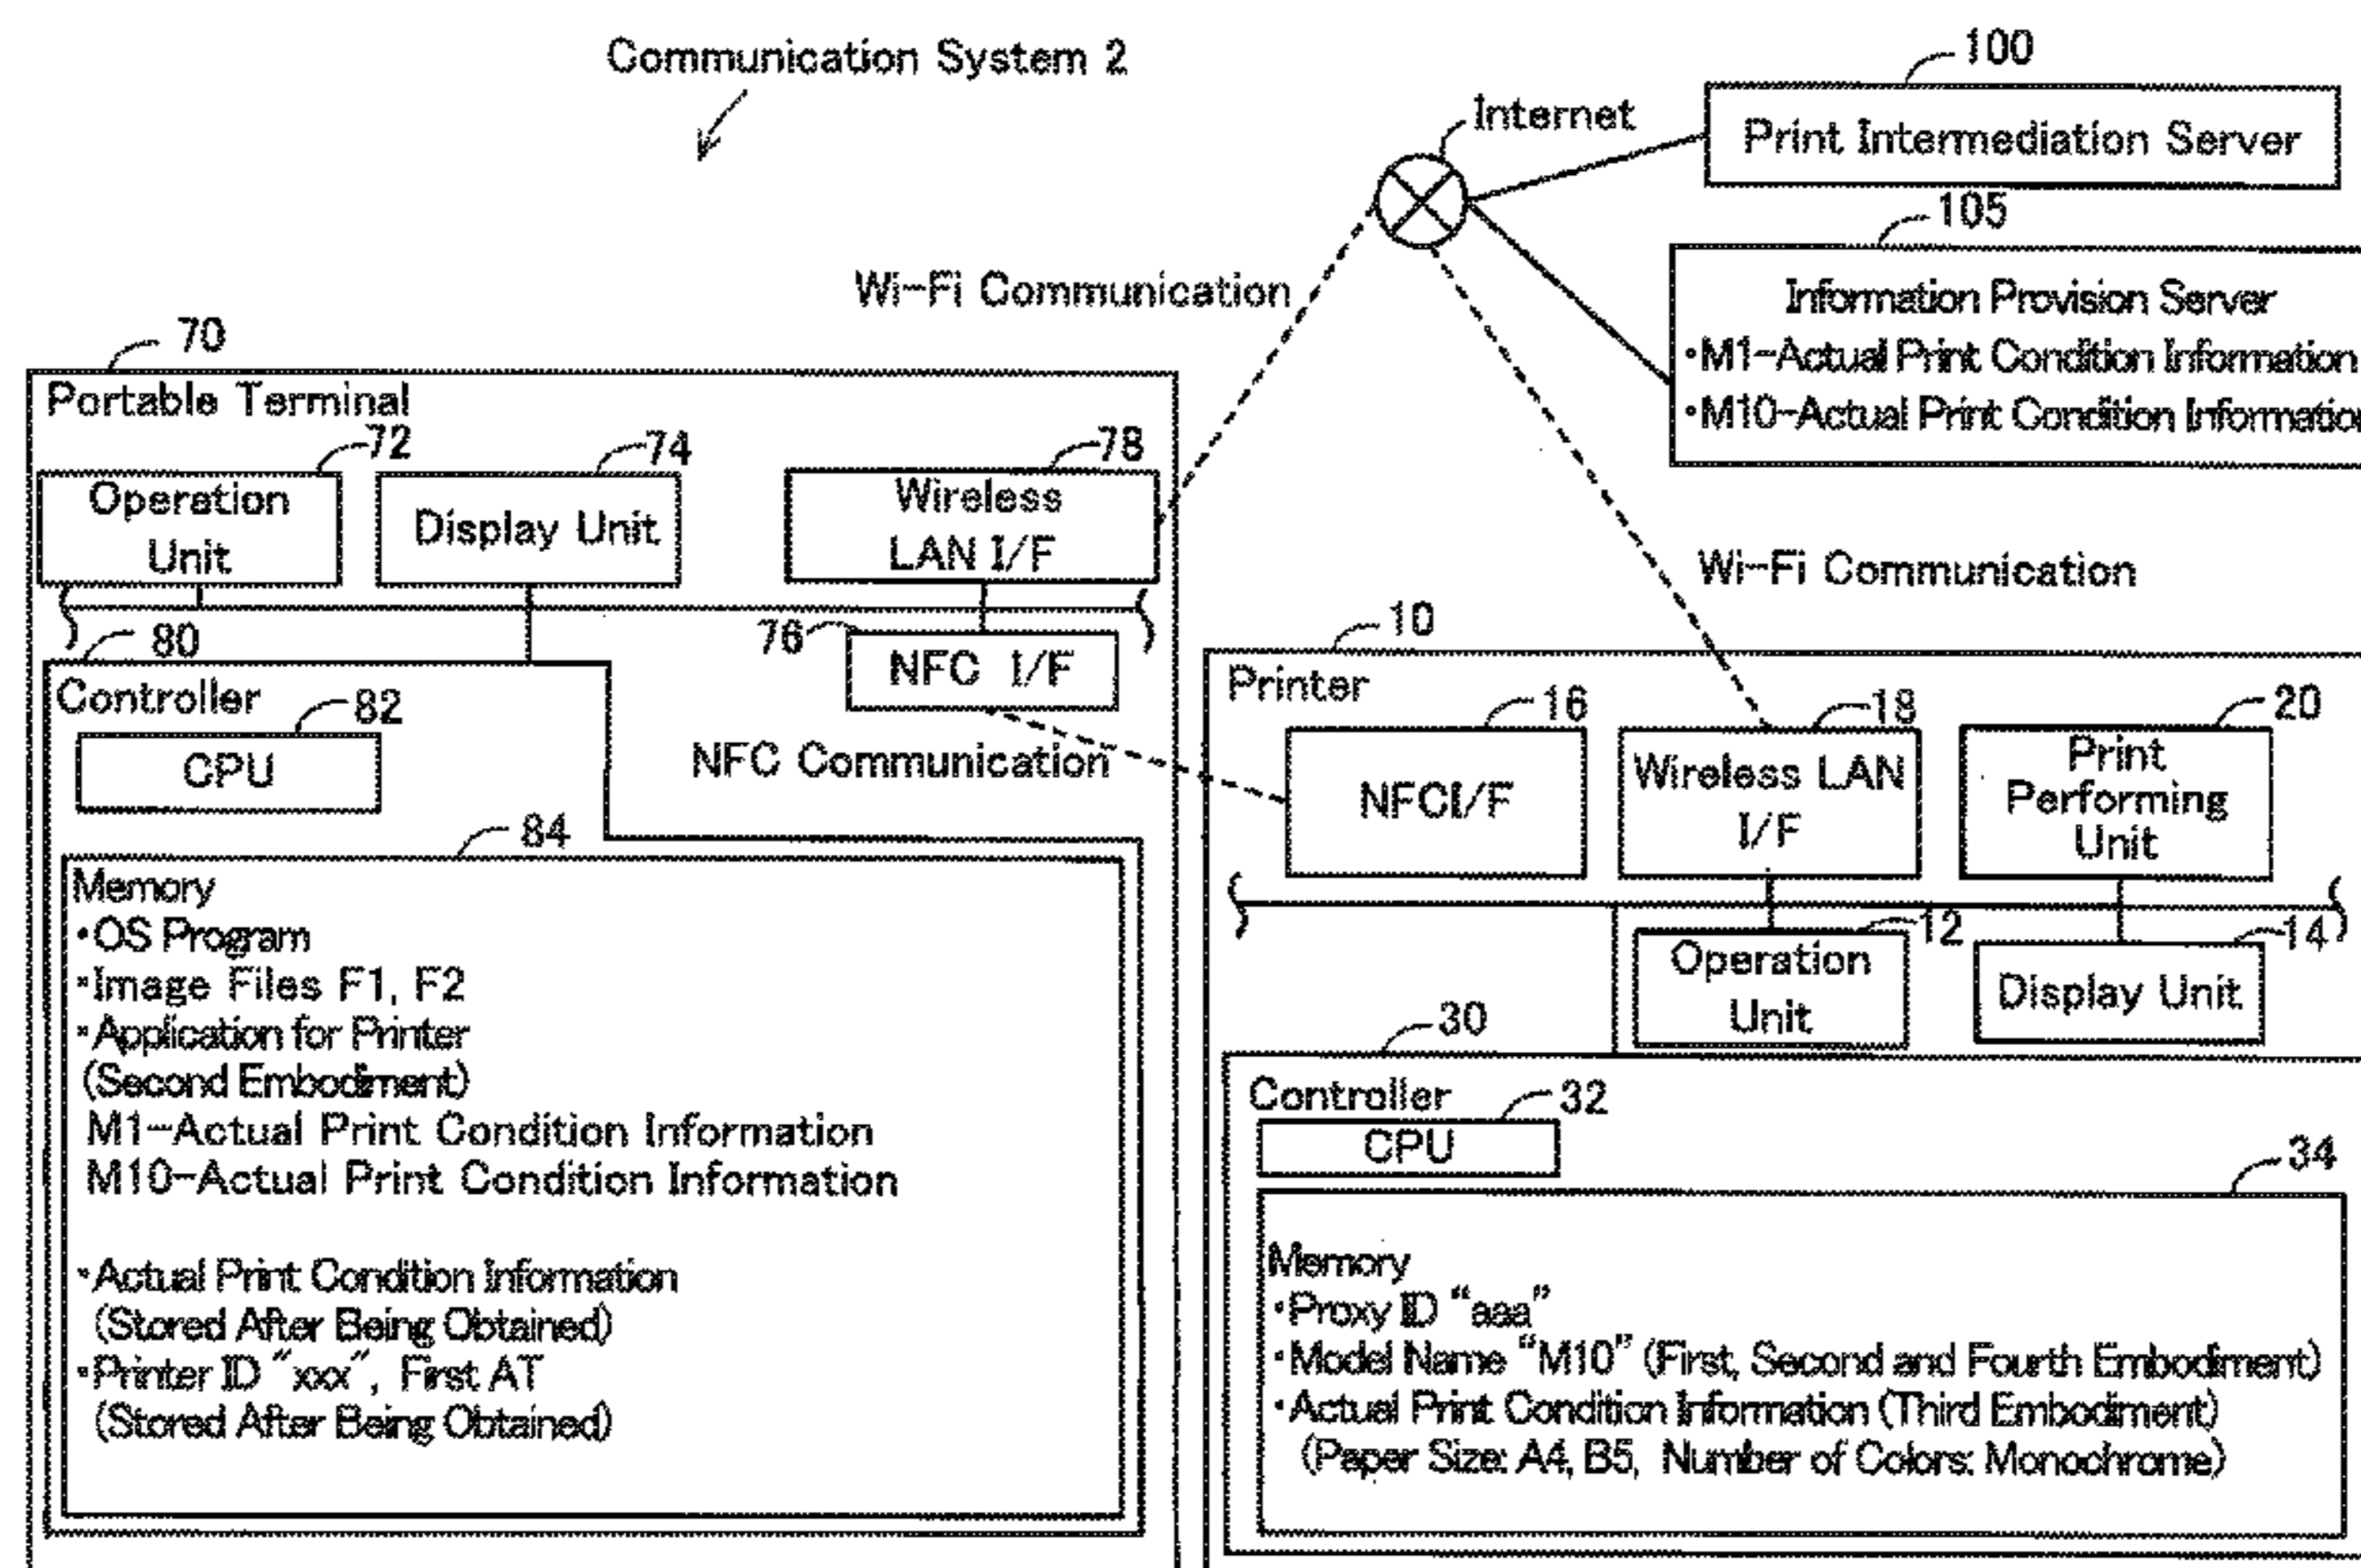 Communication System 2
100
Internet
Print Intermediation Server
105
Wi-Fi Communication
Information Provision Server
・M1-Actual Print Condition Information
・M10-Actual Print Condition Information
70
Portable Terminal
72
74
78
Operation
Unit
Display Unit
Wireless
LAN I/F
Wi-Fi Communication
76
NFC I/F
80
Controller
82
CPU
NFC Communication
84
Memory
・OS Program
・Image Files F1, F2
・Application for Printer
(Second Embodiment)
M1-Actual Print Condition Information
M10-Actual Print Condition Information
・Actual Print Condition Information
(Stored After Being Obtained)
・Printer ID "xxx", First AT
(Stored After Being Obtained)
10
Printer
16
18
20
NFCI/F
Wireless LAN
I/F
Print
Performing
Unit
12
14
Operation
Unit
Display Unit
30
Controller
32
CPU
34
Memory
・Proxy ID "aaa"
・Model Name "M10" (First, Second and Fourth Embodiment)
・Actual Print Condition Information (Third Embodiment)
(Paper Size: A4, B5, Number of Colors: Monochrome)